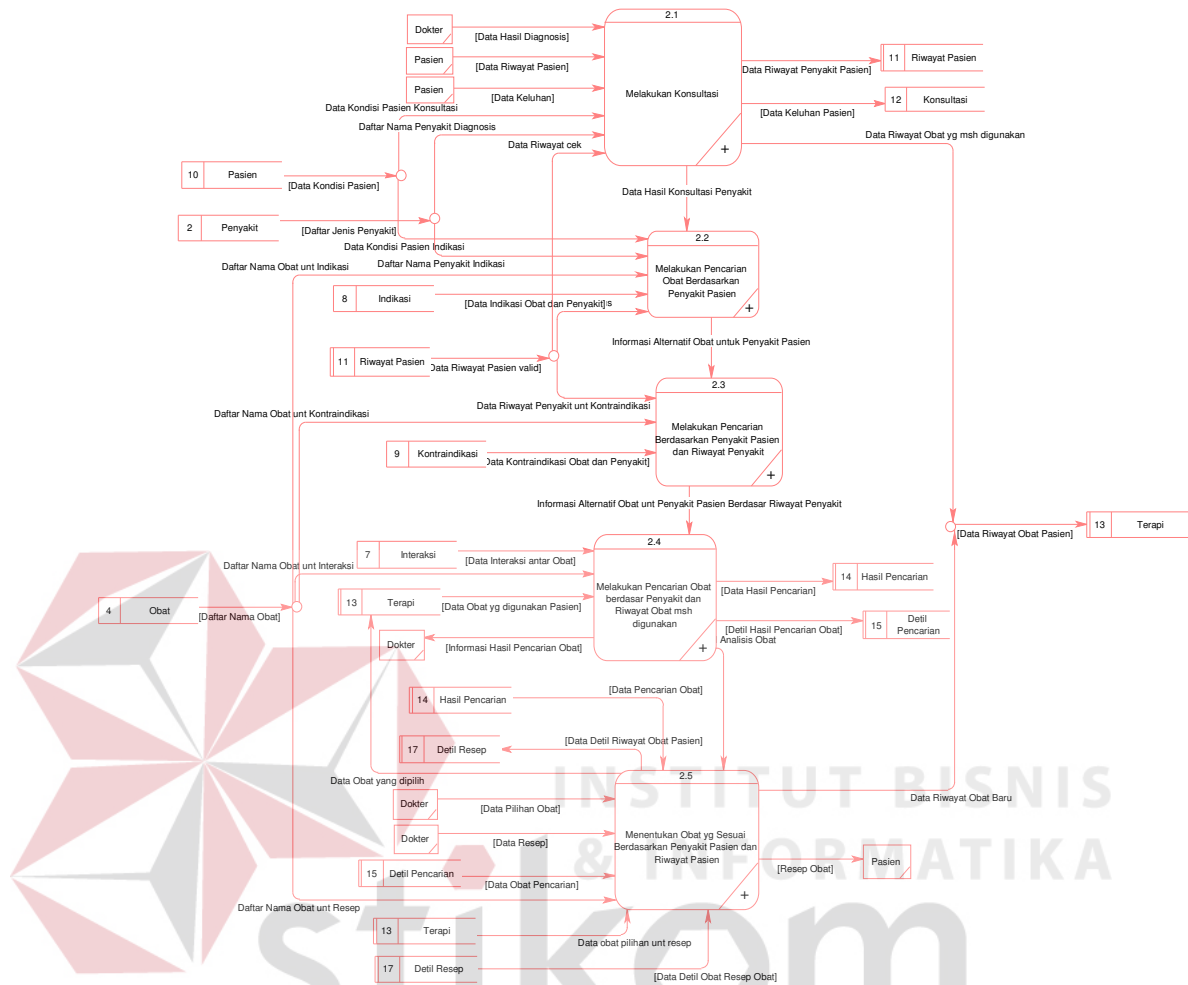 2.1
Dokter
[Data Hasil Diagnosis]
Pasien
[Data Riwayat Pasien]
11 Riwayat Pasien
Data Riwayat Penyakit Pasien]
Pasien
[Data Keluhan]
Melakukan Konsultasi
12 Konsultasi
[Data Keluhan Pasien]
Data Kondisi Pasien Konsultasi
Daftar Nama Penyakit Diagnosis
Data Riwayat cek
Data Riwayat Obat yg msh digunakan
+
10 Pasien
[Data Kondisi Pasien]
Data Hasil Konsultasi Penyakit
2 Penyakit
[Daftar Jenis Penyakit]
2.2
Data Kondisi Pasien Indikasi
Daftar Nama Obat unt Indikasi
Daftar Nama Penyakit Indikasi
Melakukan Pencarian
Obat Berdasarkan
Penyakit Pasien
8 Indikasi
[Data Indikasi Obat dan Penyakit]
+
Informasi Alternatif Obat untuk Penyakit Pasien
11 Riwayat Pasien
Data Riwayat Pasien valid]
2.3
Data Riwayat Penyakit unt Kontraindikasi
Daftar Nama Obat unt Kontraindikasi
Melakukan Pencarian
Berdasarkan Penyakit Pasien
dan Riwayat Penyakit
9 Kontraindikasi
Data Kontraindikasi Obat dan Penyakit]
+
Informasi Alternatif Obat unt Penyakit Pasien Berdasar Riwayat Penyakit
13 Terapi
[Data Riwayat Obat Pasien]
2.4
7 Interaksi
[Data Interaksi antar Obat]
Daftar Nama Obat unt Interaksi
Melakukan Pencarian Obat
berdasar Penyakit dan
Riwayat Obat msh
digunakan
14 Hasil Pencarian
[Data Hasil Pencarian]
13 Terapi
[Data Obat yg digunakan Pasien]
4 Obat
[Daftar Nama Obat]
15 Detil
Pencarian
[Detil Hasil Pencarian Obat]
Analisis Obat
Dokter
[Informasi Hasil Pencarian Obat]
+
14 Hasil Pencarian
[Data Pencarian Obat]
17 Detil Resep
[Data Detil Riwayat Obat Pasien]
2.5
Data Obat yang dipilih
INSTITUT BISNIS
& INFORMATIKA
stikom
Data Riwayat Obat Baru
Dokter
[Data Pilihan Obat]
Dokter
[Data Resep]
Menentukan Obat yg Sesuai
Berdasarkan Penyakit Pasien dan
Riwayat Pasien
Pasien
[Resep Obat]
15 Detil Pencarian
[Data Obat Pencarian]
+
Daftar Nama Obat unt Resep
13 Terapi
Data obat pilihan unt resep
17 Detil Resep
[Data Detil Obat Resep Obat]